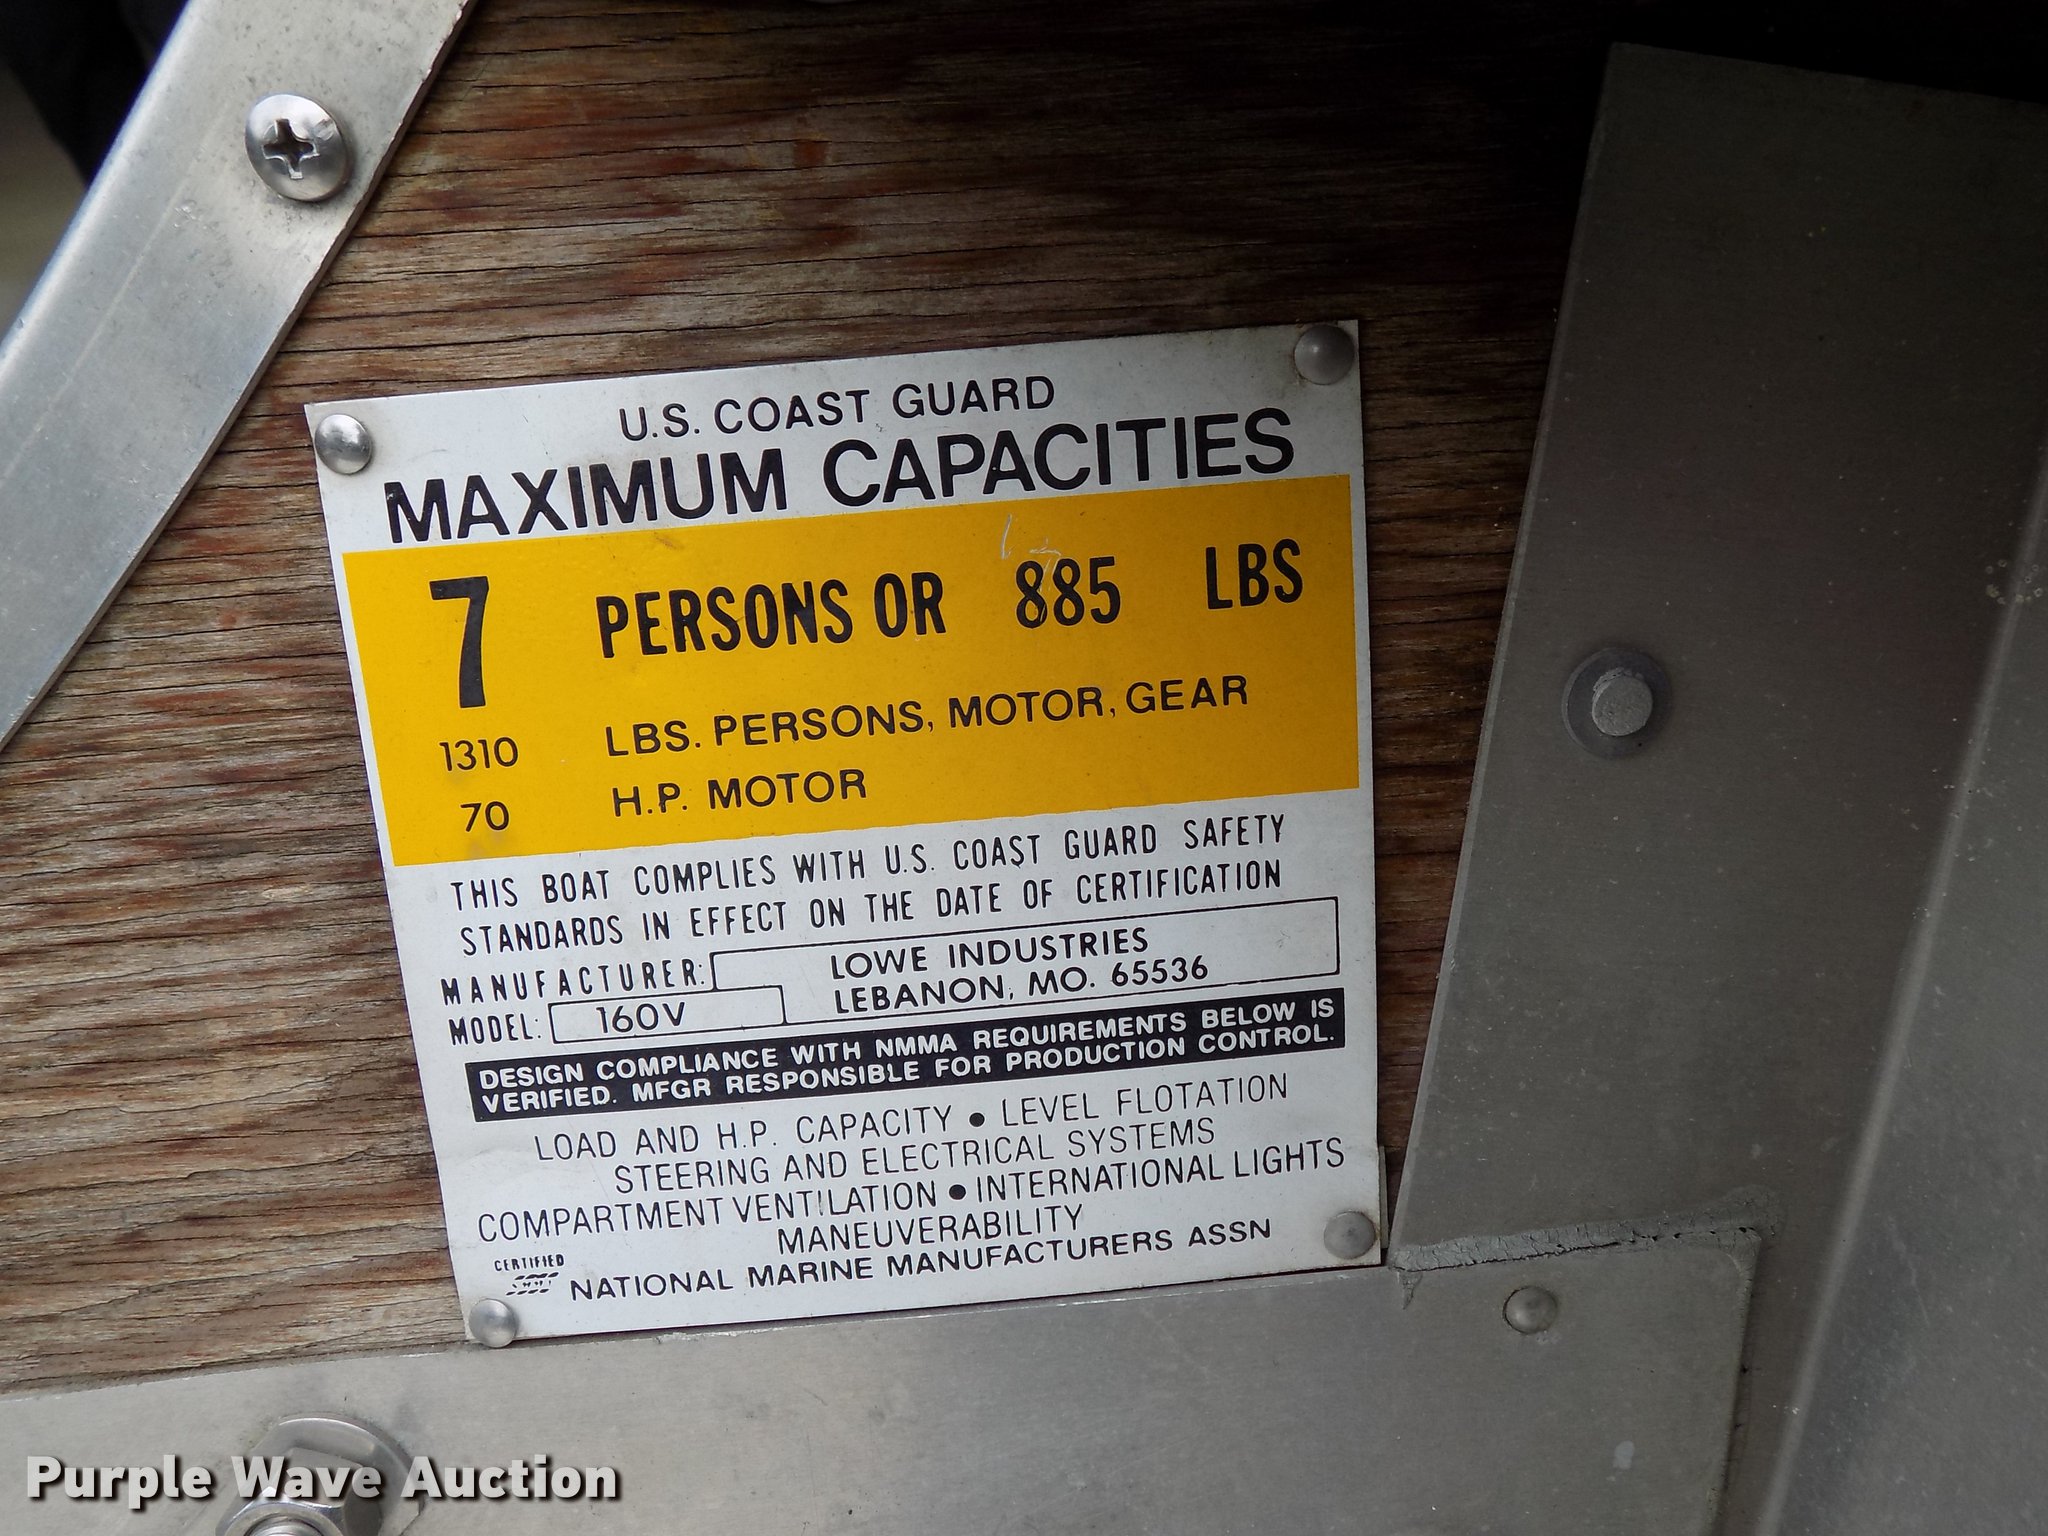 U.S. COAST GUARD
MAXIMUM CAPACITIES
7 PERSONS OR 885 LBS
1310 LBS. PERSONS, MOTOR, GEAR
70 H.P. MOTOR
THIS BOAT COMPLIES WITH U.S. COAST GUARD SAFETY
STANDARDS IN EFFECT ON THE DATE OF CERTIFICATION
MANUFACTURER: LOWE INDUSTRIES
LEBANON, MO. 65536
MODEL: 160V
DESIGN COMPLIANCE WITH NMMA REQUIREMENTS BELOW IS
VERIFIED. MFGR RESPONSIBLE FOR PRODUCTION CONTROL.
LOAD AND H.P. CAPACITY • LEVEL FLOTATION
STEERING AND ELECTRICAL SYSTEMS
COMPARTMENT VENTILATION • INTERNATIONAL LIGHTS
MANEUVERABILITY
CERTIFIED
NATIONAL MARINE MANUFACTURERS ASSN
Purple Wave Auction